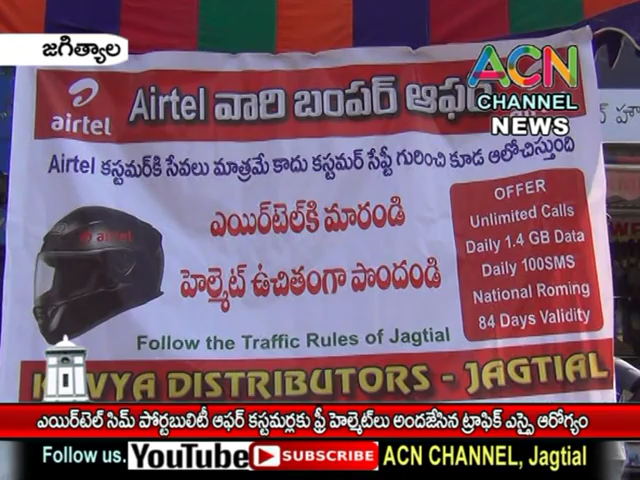 జగిత్యాల
ACN
CHANNEL
NEWS
airtel
Airtel వారి బంపర్ ఆఫర్
Airtel కస్టమర్‌కి సేవలు మాత్రమే కాదు కస్టమర్ సేఫ్టీ గురించి కూడ ఆలోచిస్తుంది
ఎయిర్‌టెల్‌కి మారండి
హెల్మెట్ ఉచితంగా పొందండి
airtel
OFFER
Unlimited Calls
Daily 1.4 GB Data
Daily 100SMS
National Roming
84 Days Validity
Follow the Traffic Rules of Jagtial
DISTRIBUTORS - JAGTIAL
ఎయిర్‌టెల్ సిమ్ పోర్టబులిటీ ఆఫర్ కస్టమర్లకు ఫ్రీ హెల్మెట్‌లు అందజేసిన ట్రాఫిక్ ఎస్సై ఆరోగ్యం
Follow us. YouTube SUBSCRIBE ACN CHANNEL, Jagtial